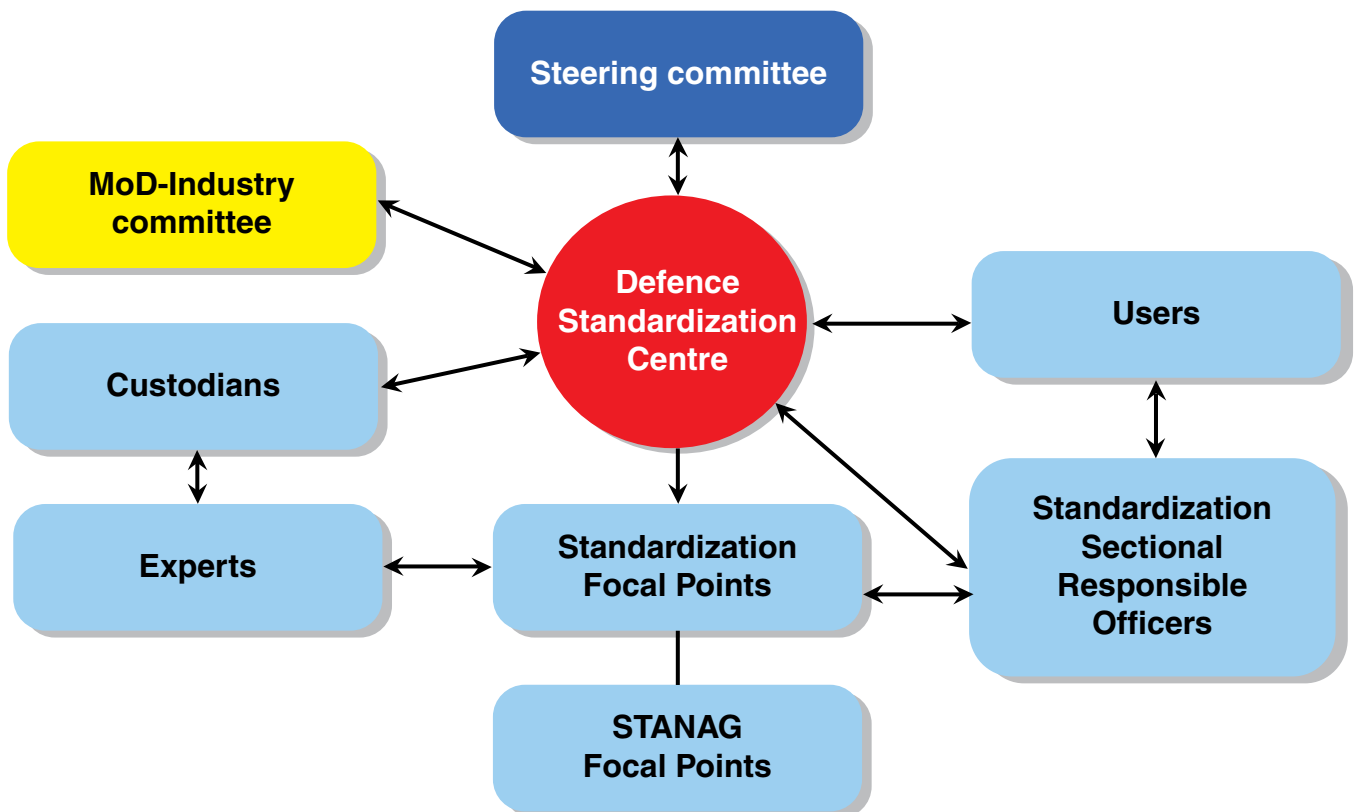 Steering committee
MoD-Industry
committee
Defence
Standardization
Centre
Users
Custodians
Experts
Standardization
Focal Points
Standardization
Sectional
Responsible
Officers
STANAG
Focal Points